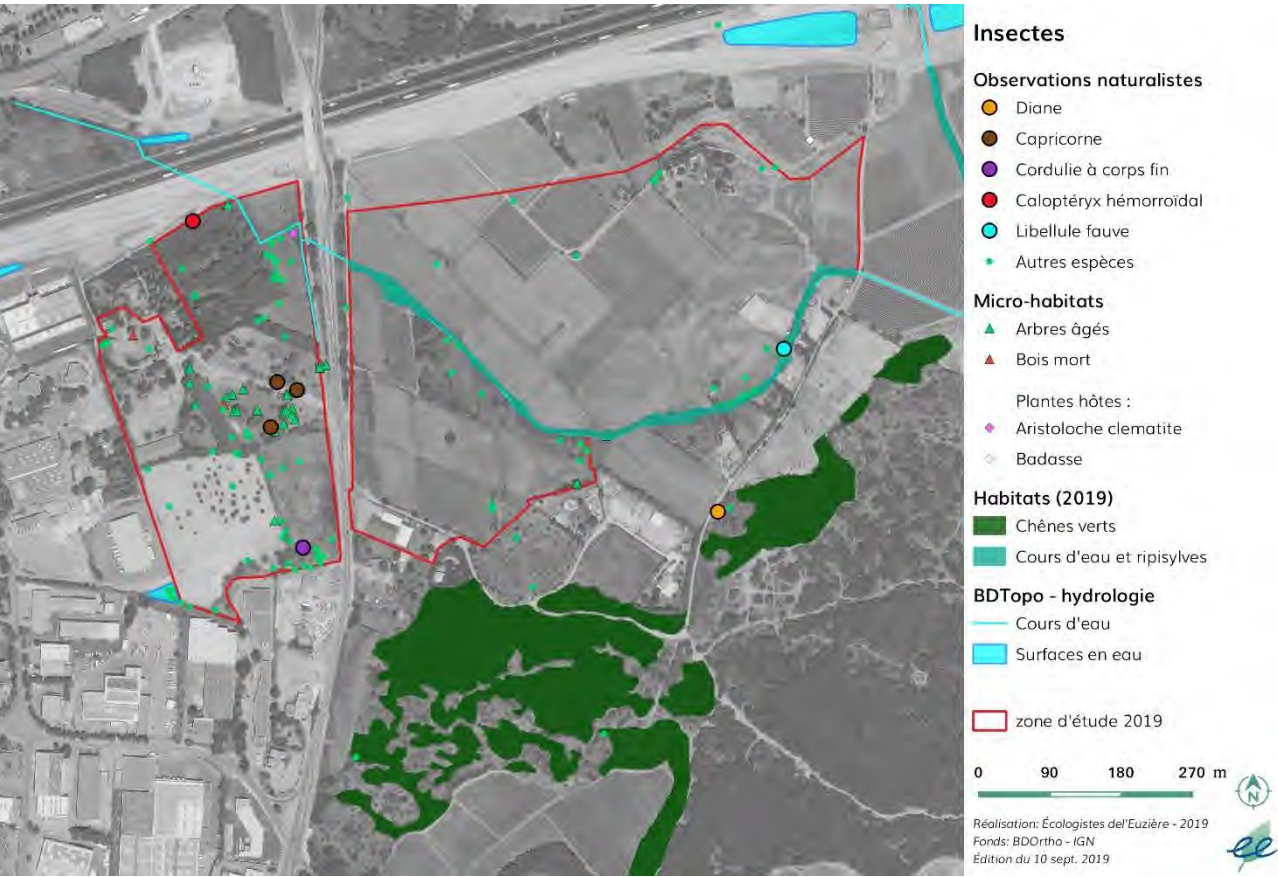 Insectes
Observations naturalistes
Diane
Capricorne
Cordulie à corps fin
Caloptéryx hémorroïdal
Libellule fauve
Autres espèces
Micro-habitats
Arbres âgés
Bois mort
Plantes hôtes :
Aristoloche clematite
Badasse
Habitats (2019)
Chênes verts
Cours d'eau et ripisylves
BDTopo - hydrologie
Cours d'eau
Surfaces en eau
zone d'étude 2019
0 90 180 270 m
N
Réalisation: Écologistes del'Euzière - 2019
Fonds: BDOrtho - IGN
Édition du 10 sept. 2019
ee